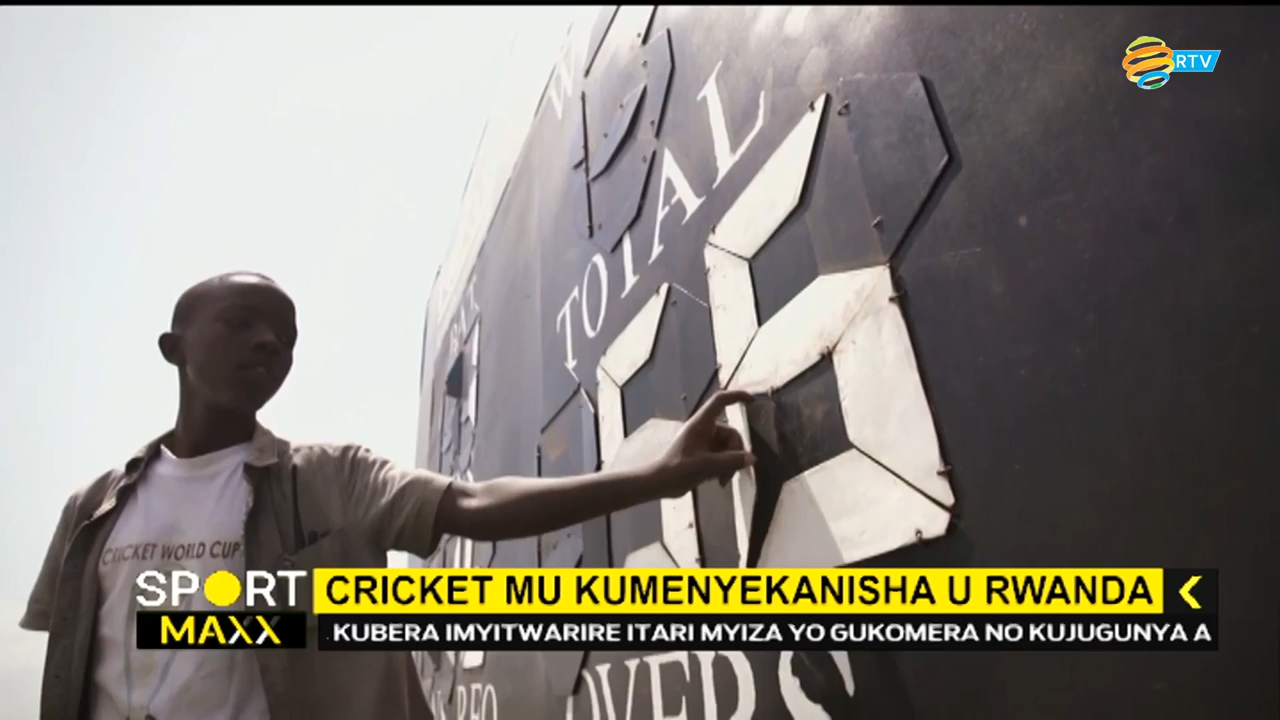 RTV
TOTAL
CRICKET WORLD CUP
SPORT
MAXX
CRICKET MU KUMENYEKANISHA U RWANDA
. KUBERA IMYITWARIRE ITARI MYIZA YO GUKOMERA NO KUJUGUNYA A
OVERS